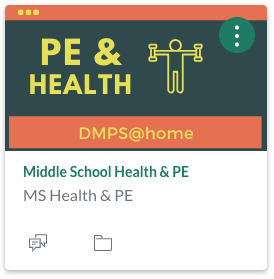 PE &
HEALTH
DMPS@home
Middle School Health & PE
MS Health & PE